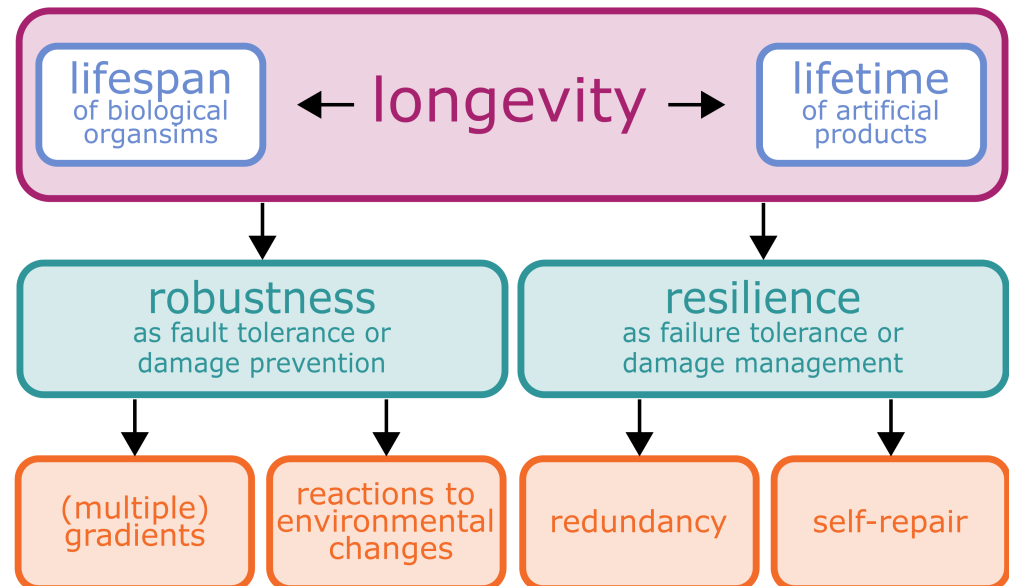 lifespan
of biological
organsims
longevity
lifetime
of artificial
products
robustness
as fault tolerance or
damage prevention
resilience
as failure tolerance or
damage management
(multiple)
gradients
reactions to
environmental
changes
redundancy
self-repair